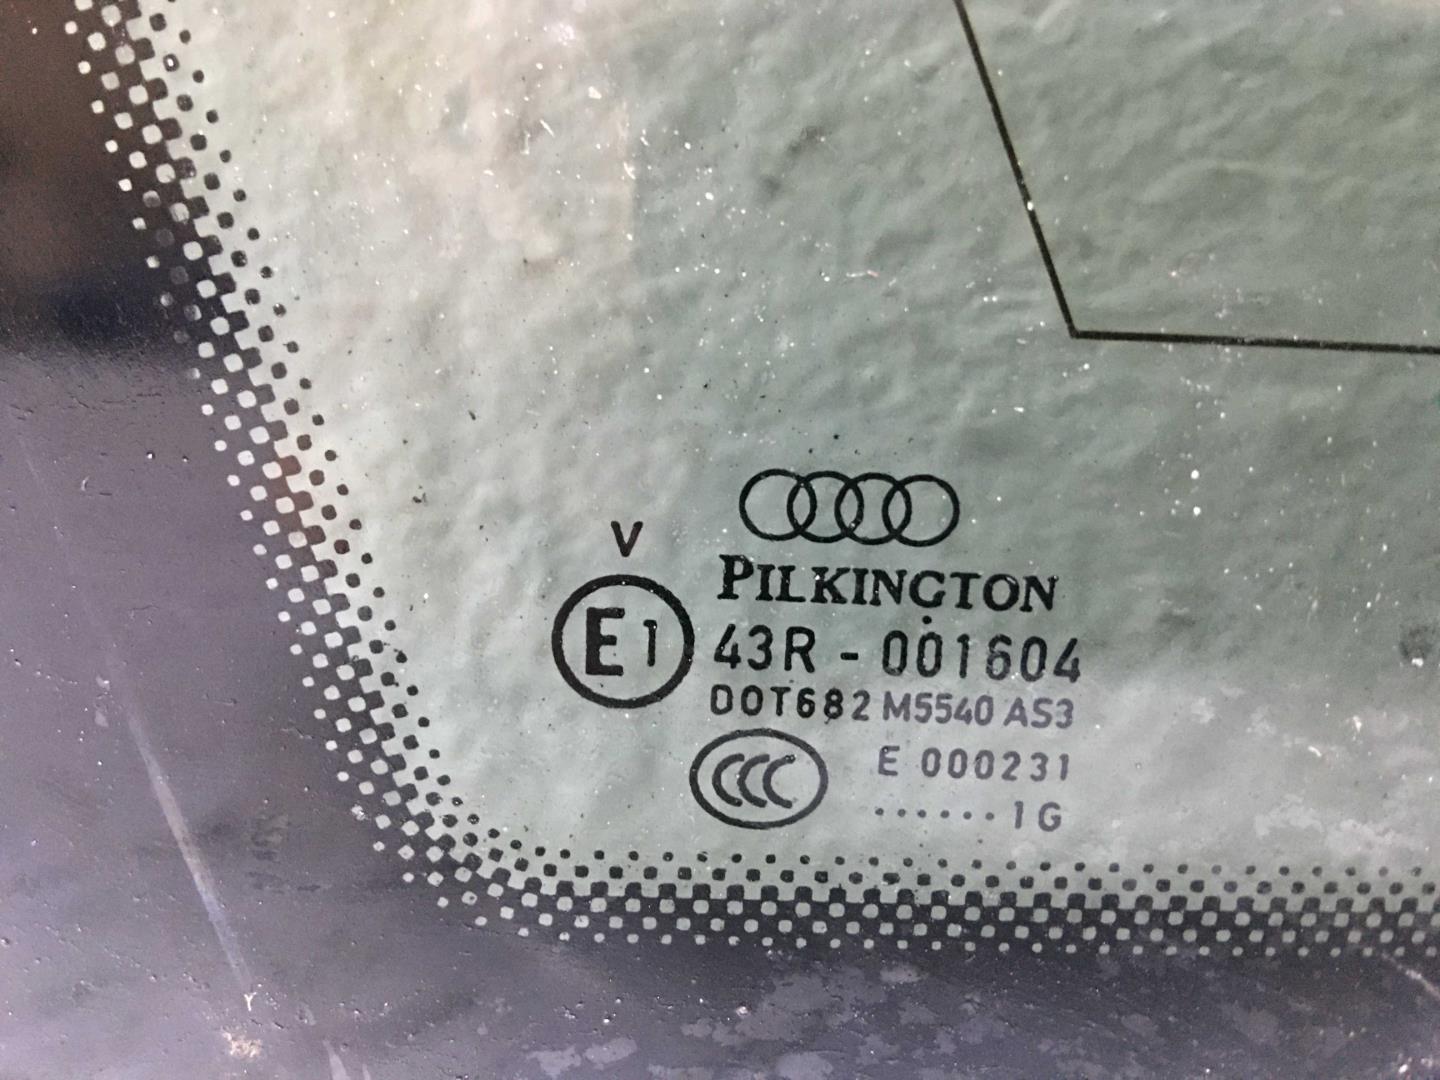 V
PILKINGTON
E1
43R - 001604
DOT682 M5540 AS3
CCC
E 000231
......1G